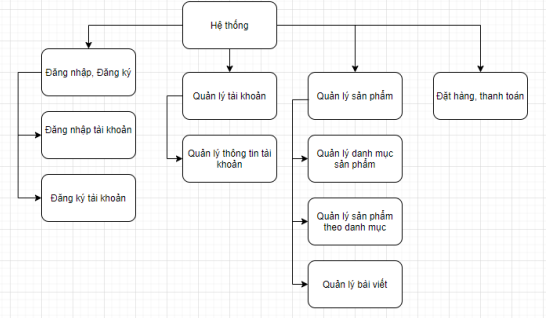 Hệ thống
Đăng nhập, Đăng ký
Đăng nhập tài khoản
Đăng ký tài khoản
Quản lý tài khoản
Quản lý thông tin tài
khoản
Quản lý sản phẩm
Quản lý danh mục
sản phẩm
Quản lý sản phẩm
theo danh mục
Quản lý bài viết
Đặt hàng, thanh toán